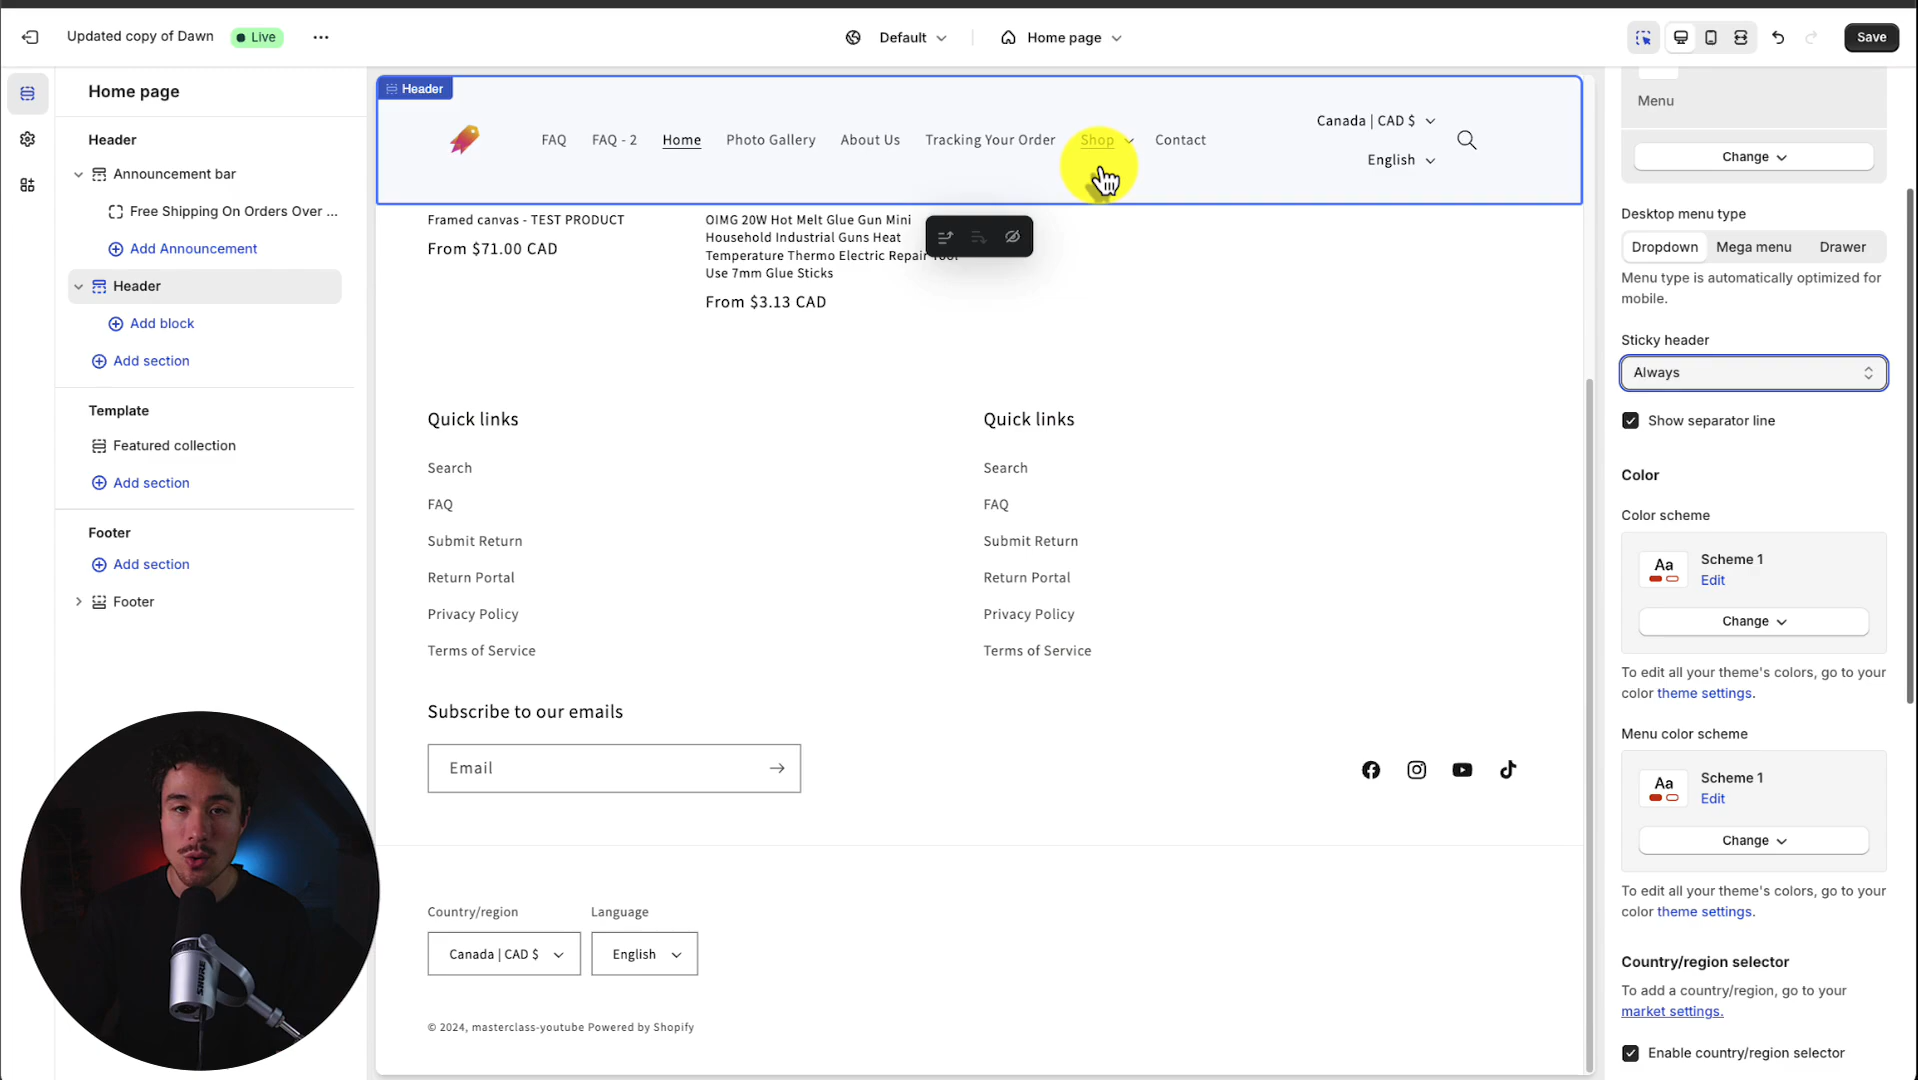 Updated copy of Dawn
Live
Default
Home page
Save
Home page
Header
Announcement bar
Free Shipping On Orders Over ...
Add Announcement
Header
Add block
Add section
Template
Featured collection
Add section
Footer
Add section
Footer
Header
FAQ
FAQ - 2
Home
Photo Gallery
About Us
Tracking Your Order
Shop
Contact
Canada | CAD $
English
Framed canvas - TEST PRODUCT
From $71.00 CAD
OIMG 20W Hot Melt Glue Gun Mini
Household Industrial Guns Heat
Temperature Thermo Electric Repair
Use 7mm Glue Sticks
From $3.13 CAD
Quick links
Search
FAQ
Submit Return
Return Portal
Privacy Policy
Terms of Service
Quick links
Search
FAQ
Submit Return
Return Portal
Privacy Policy
Terms of Service
Subscribe to our emails
Email
Country/region
Canada | CAD $
Language
English
© 2024, masterclass-youtube Powered by Shopify
Menu
Change
Desktop menu type
Dropdown
Mega menu
Drawer
Menu type is automatically optimized for
mobile.
Sticky header
Always
Show separator line
Color
Color scheme
Aa
Scheme 1
Edit
Change
To edit all your theme's colors, go to your
color theme settings.
Menu color scheme
Aa
Scheme 1
Edit
Change
To edit all your theme's colors, go to your
color theme settings.
Country/region selector
To add a country/region, go to your
market settings.
Enable country/region selector
SHURE